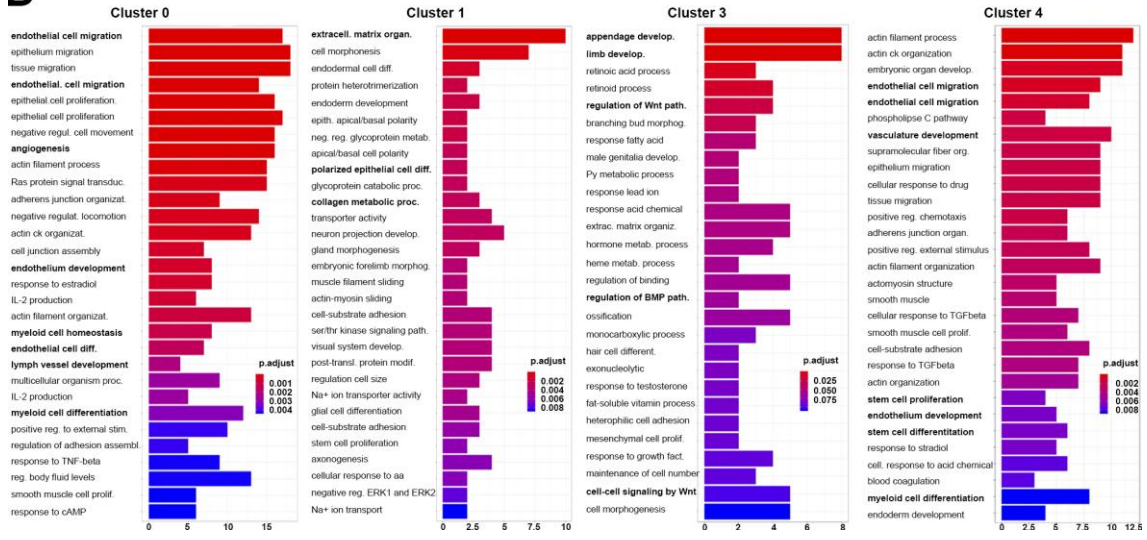 Cluster 0
endothelial cell migration
epithelium migration
tissue migration
endothelial. cell migration
epithelial.cell proliferation.
epithelial cell proliferation
negative regul. cell movement
angiogenesis
actin filament process
Ras protein signal transduc.
adherens junction organizat.
negative regulat. locomotion
actin ck organizat.
cell junction assembly
endothelium development
response to estradiol
IL-2 production
actin filament organizat.
myeloid cell homeostasis
endothelial cell diff.
lymph vessel development
multicellular organism proc.
IL-2 production
myeloid cell differentiation
positive reg. to external stim.
regulation of adhesion assembl.
response to TNF-beta
reg. body fluid levels
smooth muscle cell prolif.
response to cAMP
0 5 10 15
p.adjust
0.001
0.002
0.003
0.004
Cluster 1
extracell. matrix organ.
cell morphonesis
endodermal cell diff.
protein heterotrimerization
endoderm development
epith. apical/basal polarity
neg. reg. glycoprotein metab.
apical/basal cell polarity
polarized epithelial cell diff.
glycoprotein catabolic proc.
collagen metabolic proc.
transporter activity
neuron projection develop.
gland morphogenesis
embryonic forelimb morphog.
muscle filament sliding
actin-myosin sliding
cell-substrate adhesion
ser/thr kinase signaling path.
visual system develop.
post-transl. protein modif.
regulation cell size
Na+ ion transporter activity
glial cell differentiation
cell-substrate adhesion
stem cell proliferation
axonogenesis
cellular response to aa
negative reg. ERK1 and ERK2
Na+ ion transport
0 2 4 6 8 10
p.adjust
0.002
0.004
0.006
0.008
Cluster 3
appendage develop.
limb develop.
retinoic acid process
retinoid process
regulation of Wnt path.
branching bud morphog.
response fatty acid
male genitalia develop.
Py metabolic process
response lead ion
response acid chemical
extrac. matrix organiz.
hormone metab. process
heme metab. process
regulation of binding
regulation of BMP path.
ossification
monocarboxylic process
hair cell different.
exonucleolytic
response to testosterone
fat-soluble vitamin process
heterophilic cell adhesion
mesenchymal cell prolif.
response to growth fact.
maintenance of cell number
cell-cell signaling by Wnt
cell morphogenesis
0 2 4 6 8
p.adjust
0.025
0.050
0.075
Cluster 4
actin filament process
actin ck organization
embryonic organ develop.
endothelial cell migration
endothelial cell migration
phospholipse C pathway
vasculature development
supramolecular fiber org.
epithelium migration
cellular response to drug
tissue migration
positive reg. chemotaxis
adherens junction organ.
positive reg. external stimulus
actin filament organization
actomyosin structure
smooth muscle
cellular response to TGFbeta
smooth muscle cell prolif.
cell-substrate adhesion
response to TGFbeta
actin organization
stem cell proliferation
endothelium development
stem cell differtitation
response to stradiol
cell. response to acid chemical
blood coagulation
myeloid cell differentiation
endoderm development
0 2.5 5 7.5 10 12.5
p.adjust
0.002
0.004
0.006
0.008